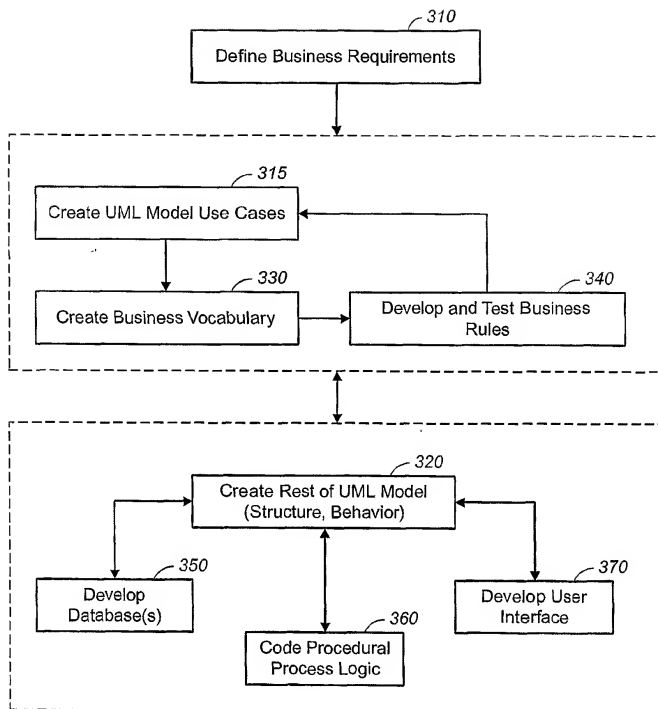 310
Define Business Requirements
315
Create UML Model Use Cases
330
Create Business Vocabulary
340
Develop and Test Business
Rules
320
Create Rest of UML Model
(Structure, Behavior)
350
Develop
Database(s)
360
Code Procedural
Process Logic
370
Develop User
Interface